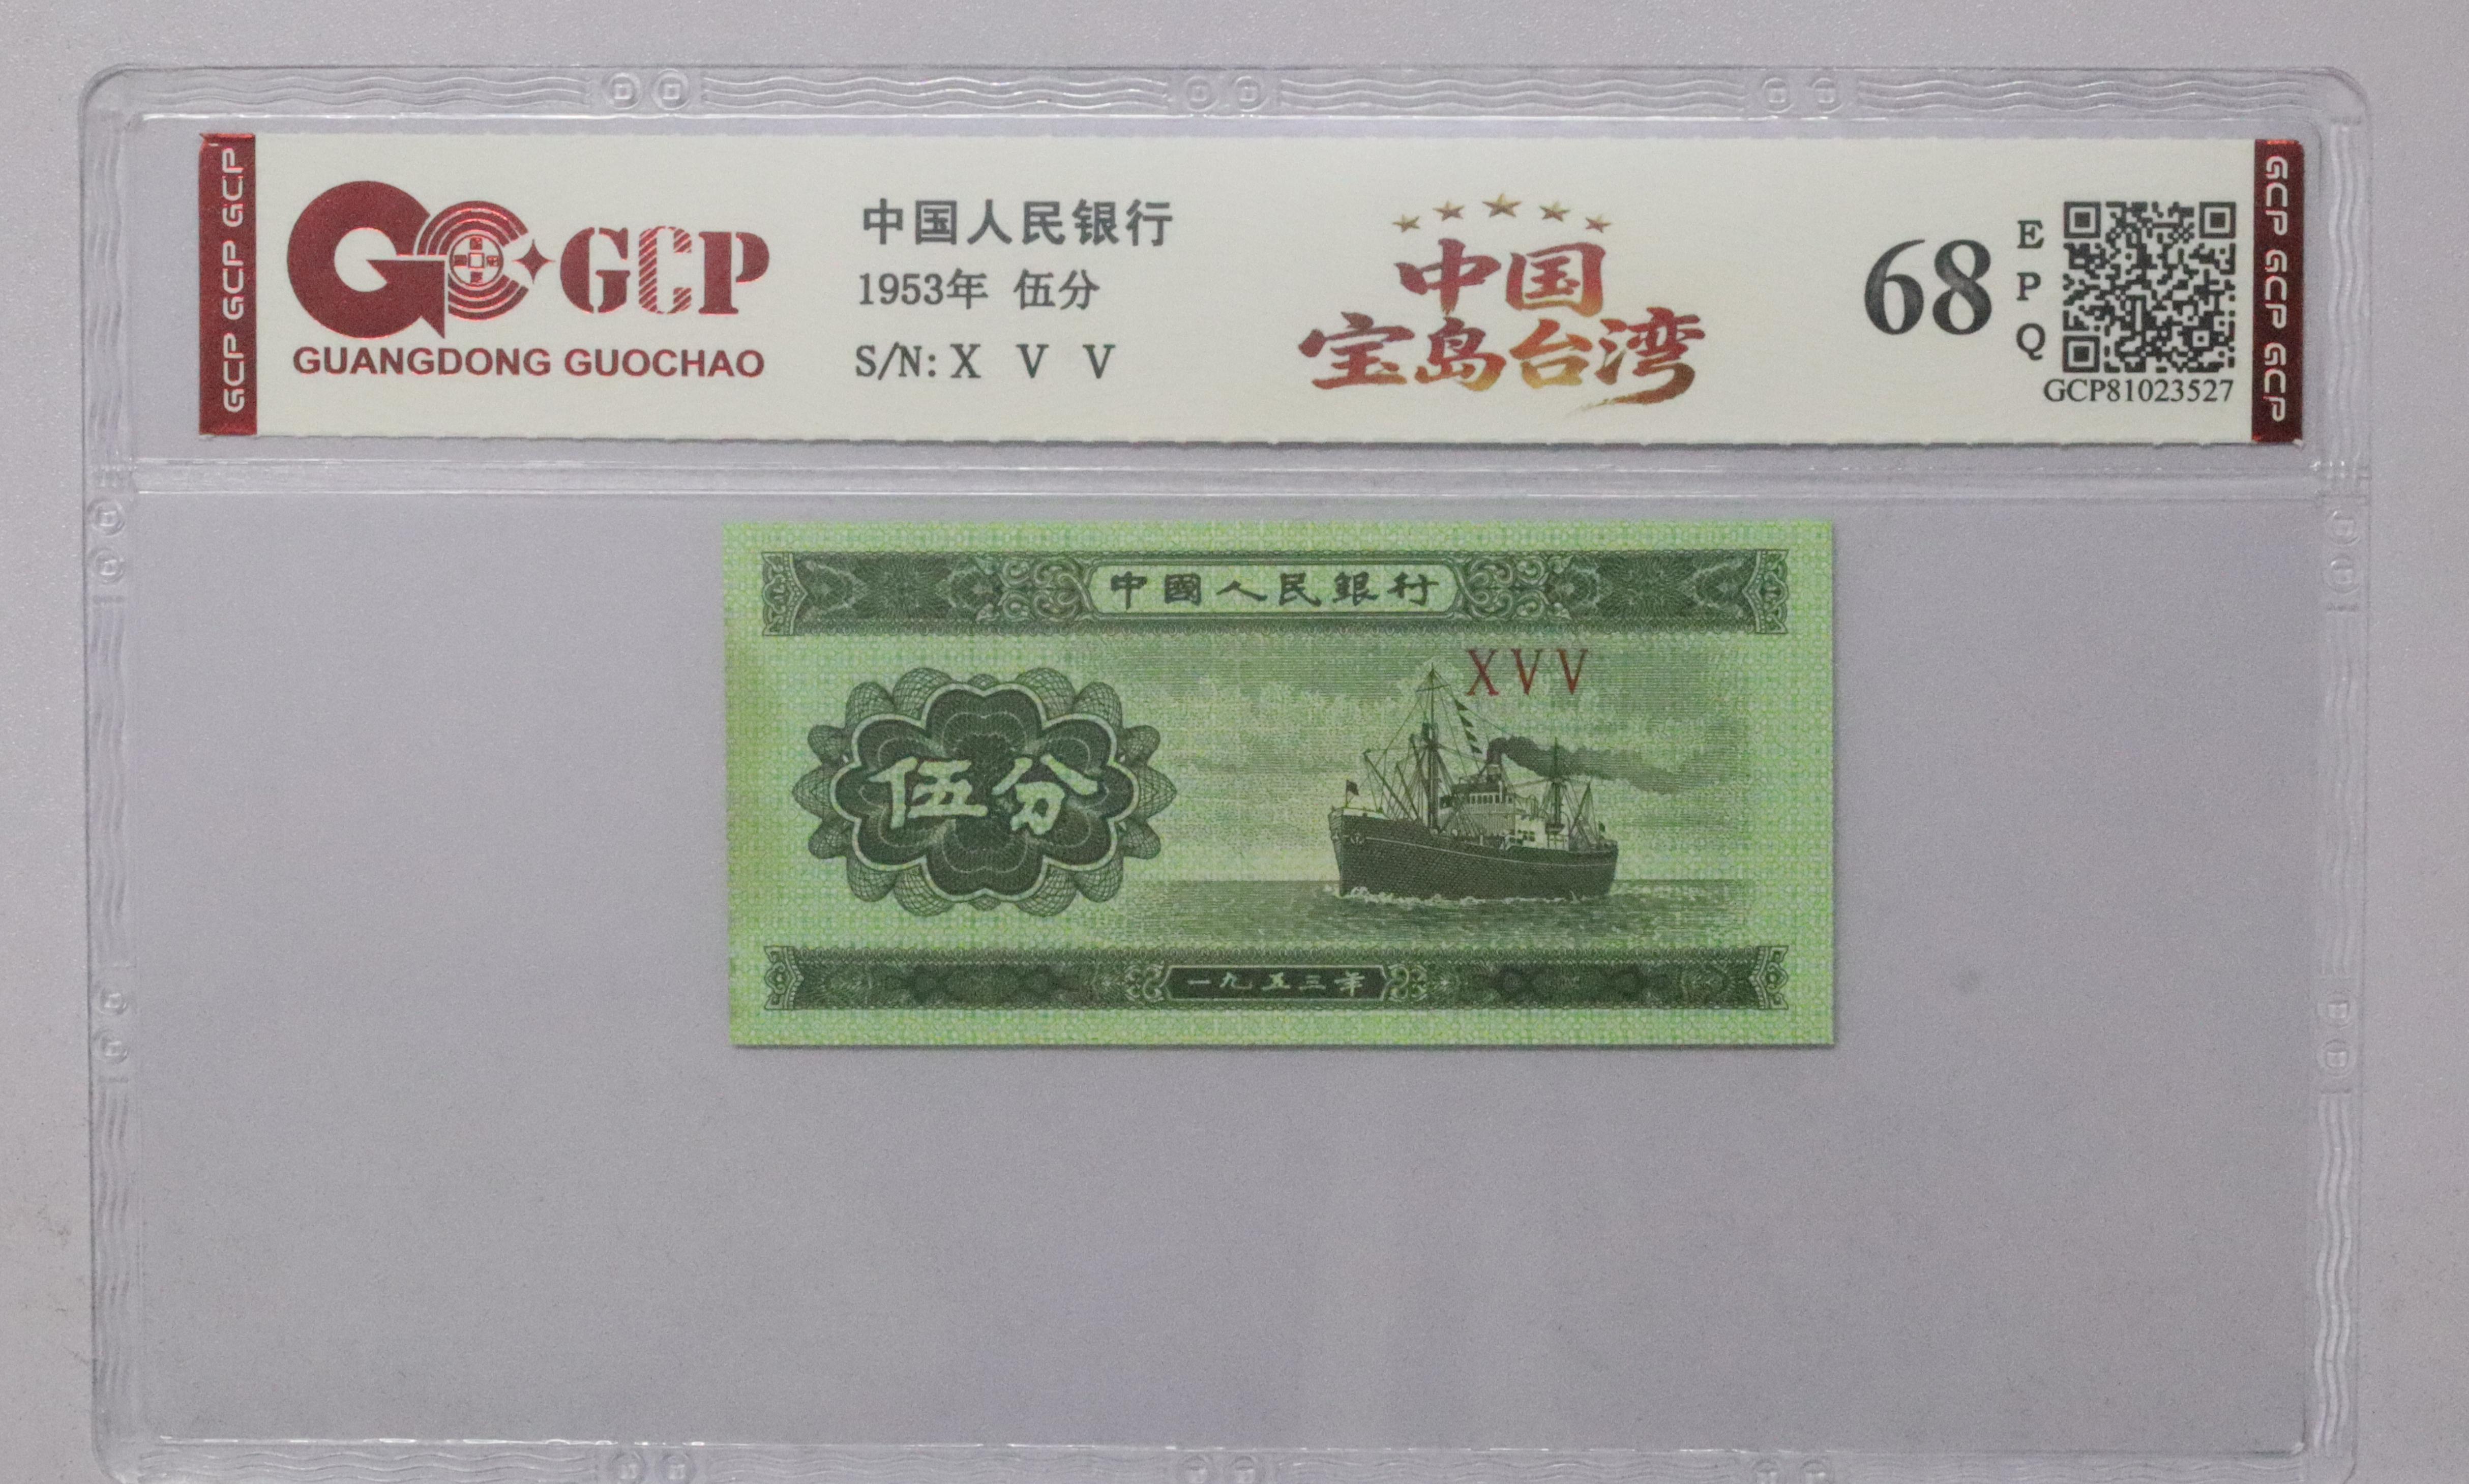 GCP GCP GCP
GCP
GUANGDONG GUOCHAO
中国人民银行
1953年 伍分
S/N: X V V
中国
宝岛台湾
68
E
P
Q
GCP81023527
GCP GCP GCP
中國人民銀行
XVV
伍分
一九五三年